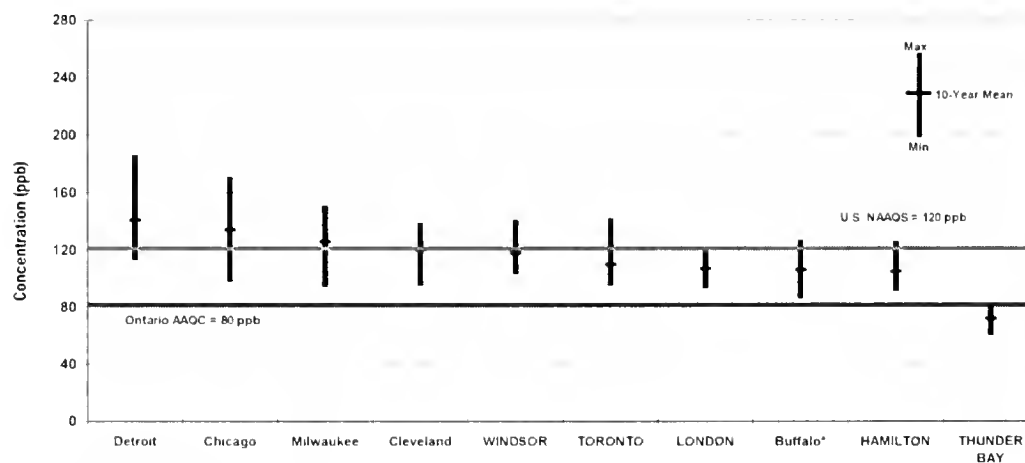 280
240
200
160
120
80
40
0
Concentration (ppb)
Max
10-Year Mean
Min
U.S. NAAQS = 120 ppb
Ontario AAQC = 80 ppb
Detroit
Chicago
Milwaukee
Cleveland
WINDSOR
TORONTO
LONDON
Buffalo*
HAMILTON
THUNDER
BAY